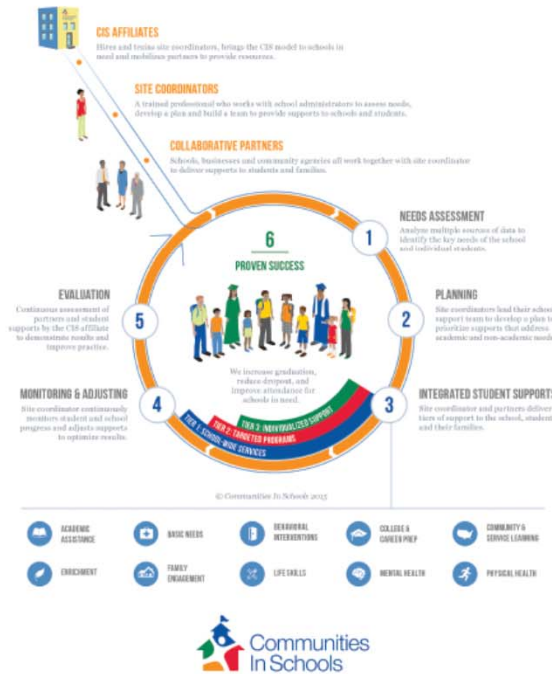 CIS AFFILIATES
Hires and trains site coordinators, brings the CIS model to schools in
need and mobilizes partners to provide resources.
SITE COORDINATORS
A trained professional who works with school administrators to assess needs,
develop a plan and build a team to provide supports to schools and students.
COLLABORATIVE PARTNERS
Schools, businesses and community agencies all work together with site coordinator
to deliver supports to students and families.
6
PROVEN SUCCESS
We increase graduation,
reduce dropout, and
improve attendance for
schools in need.
1
NEEDS ASSESSMENT
Analyze multiple sources of data to
identify the key needs of the school
and individual students.
2
PLANNING
Site coordinators lead their school
support team to develop a plan to
prioritize supports that address
academic and non-academic needs
3
INTEGRATED STUDENT SUPPORTS
Site coordinator and partners deliver
tiers of support to the school, student
and their families.
TIER 3: INDIVIDUALIZED SUPPORT
TIER 2: TARGETED PROGRAMS
TIER 1: SCHOOL-WIDE SERVICES
4
MONITORING & ADJUSTING
Site coordinator continuously
monitors student and school
progress and adjusts supports
to optimize results.
5
EVALUATION
Continuous assessment of
partners and student
supports by the CIS affiliate
to demonstrate results and
improve practice.
© Communities In Schools 2015
ACADEMIC
ASSISTANCE
BASIC NEEDS
BEHAVIORAL
INTERVENTIONS
COLLEGE &
CAREER PREP
COMMUNITY &
SERVICE LEARNING
ENRICHMENT
FAMILY
ENGAGEMENT
LIFE SKILLS
MENTAL HEALTH
PHYSICAL HEALTH
Communities
In Schools